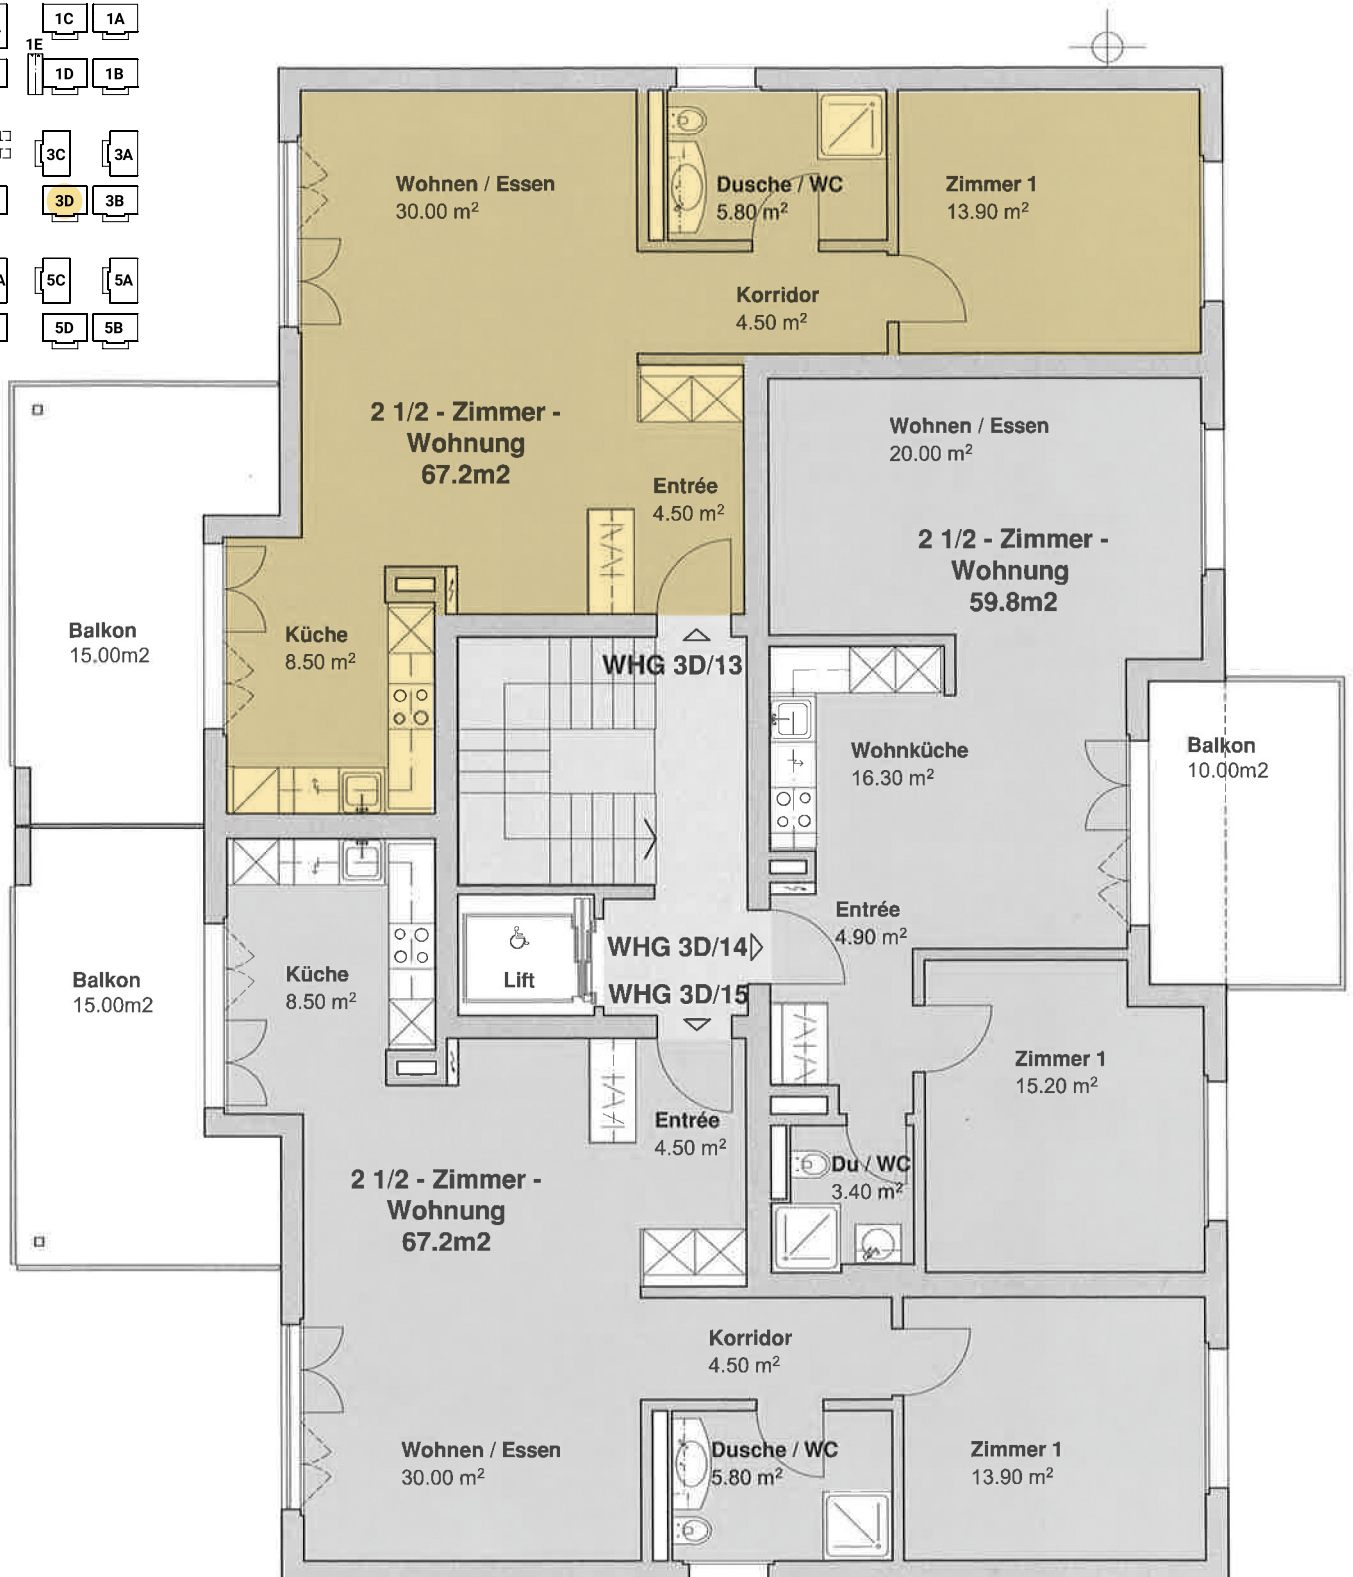 1C
1A
1E
1D
1B
3C
3A
3D
3B
5C
5A
5D
5B
Wohnen / Essen
30.00 m²
Dusche / WC
5.80 m²
Zimmer 1
13.90 m²
Korridor
4.50 m²
2 1/2 - Zimmer -
Wohnung
67.2m2
Entrée
4.50 m²
Wohnen / Essen
20.00 m²
2 1/2 - Zimmer -
Wohnung
59.8m2
Balkon
15.00m2
Küche
8.50 m²
WHG 3D/13
Wohnküche
16.30 m²
Balkon
10.00m2
Entrée
4.90 m²
WHG 3D/14
WHG 3D/15
Lift
Balkon
15.00m2
Küche
8.50 m²
Zimmer 1
15.20 m²
Entrée
4.50 m²
Du / WC
3.40 m²
2 1/2 - Zimmer -
Wohnung
67.2m2
Korridor
4.50 m²
Wohnen / Essen
30.00 m²
Dusche / WC
5.80 m²
Zimmer 1
13.90 m²